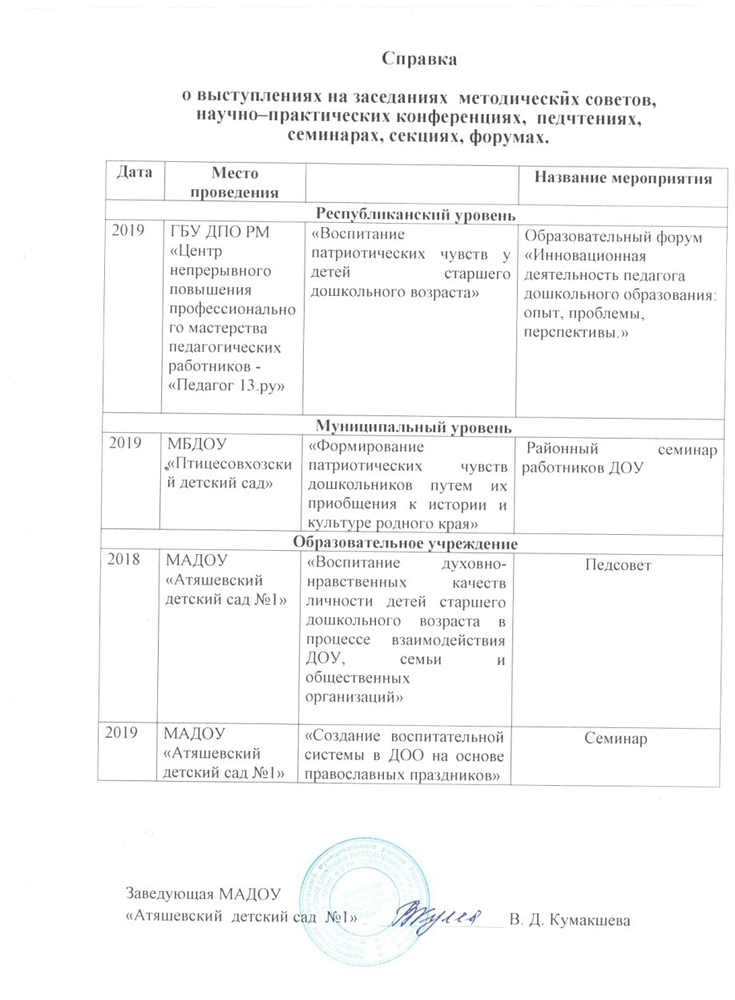 Справка
о выступлениях на заседаниях методических советов,
научно–практических конференциях, педчтениях,
семинарах, секциях, форумах.
Дата
Место
проведения
Название мероприятия
Республиканский уровень
2019
ГБУ ДПО РМ
«Центр
непрерывного
повышения
профессионально
го мастерства
педагогических
работников -
«Педагог 13.ру»
«Воспитание
патриотических чувств у
детей старшего
дошкольного возраста»
Образовательный форум
«Инновационная
деятельность педагога
дошкольного образования:
опыт, проблемы,
перспективы.»
Муниципальный уровень
2019
МБДОУ
«Птицесовхозски
й детский сад»
«Формирование
патриотических чувств
дошкольников путем их
приобщения к истории и
культуре родного края»
Районный семинар
работников ДОУ
Образовательное учреждение
2018
МАДОУ
«Атяшевский
детский сад №1»
«Воспитание духовно-
нравственных качеств
личности детей старшего
дошкольного возраста в
процессе взаимодействия
ДОУ, семьи и
общественных
организаций»
Педсовет
2019
МАДОУ
«Атяшевский
детский сад №1»
«Создание воспитательной
системы в ДОО на основе
православных праздников»
Семинар
Заведующая МАДОУ
«Атяшевский детский сад №1» В. Д. Кумакшева